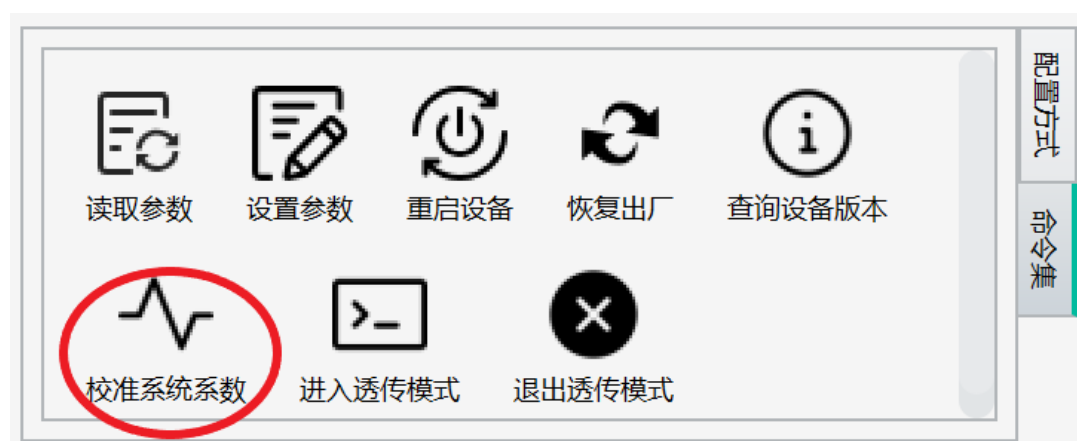 读取参数 设置参数 重启设备 恢复出厂 查询设备版本
校准系统系数 进入透传模式 退出透传模式
配置方式
命令集